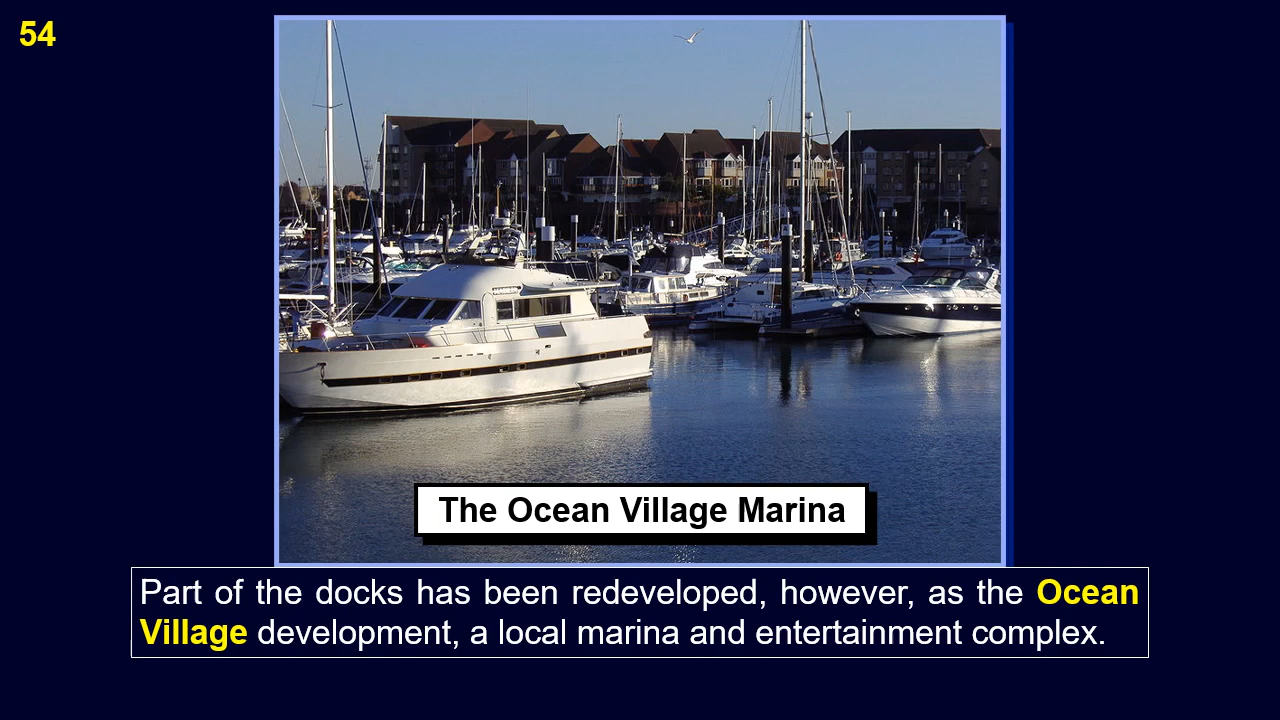 54
The Ocean Village Marina
Part of the docks has been redeveloped, however, as the Ocean
Village development, a local marina and entertainment complex.